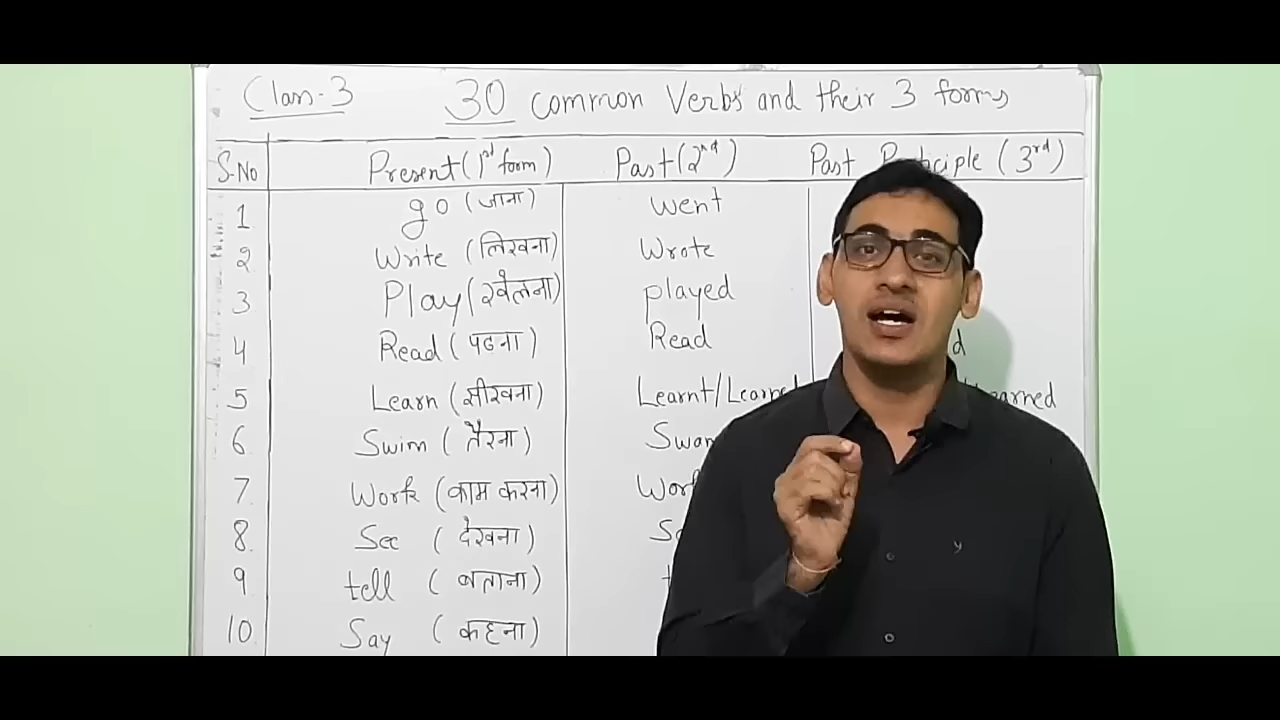 Class-3 30 common Verbs and their 3 forms
S.No Present (1st form) Past (2nd) Past Participle (3rd)
1 go (जाना) went
2 Write (लिखना) Wrote
3 Play (खेलना) played
4 Read (पढना) Read
5 Learn (सीखना) Learnt/Learned
6 Swim (तैरना) Swam
7 Work (काम करना)
8 See (देखना)
9 tell (बताना)
10 Say (कहना)